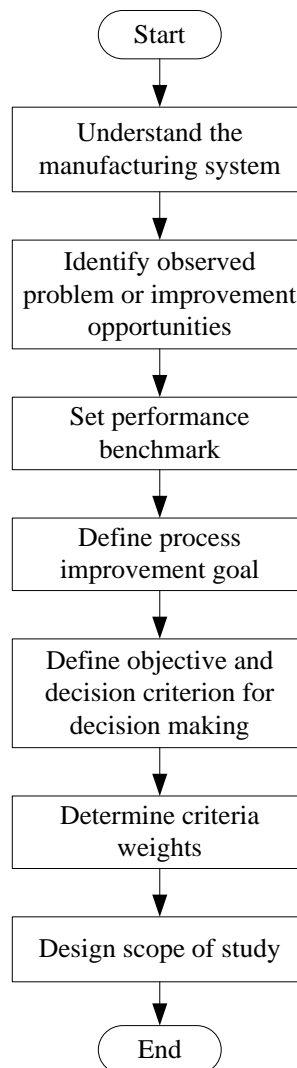 Start
Understand the
manufacturing system
Identify observed
problem or improvement
opportunities
Set performance
benchmark
Define process
improvement goal
Define objective and
decision criterion for
decision making
Determine criteria
weights
Design scope of study
End